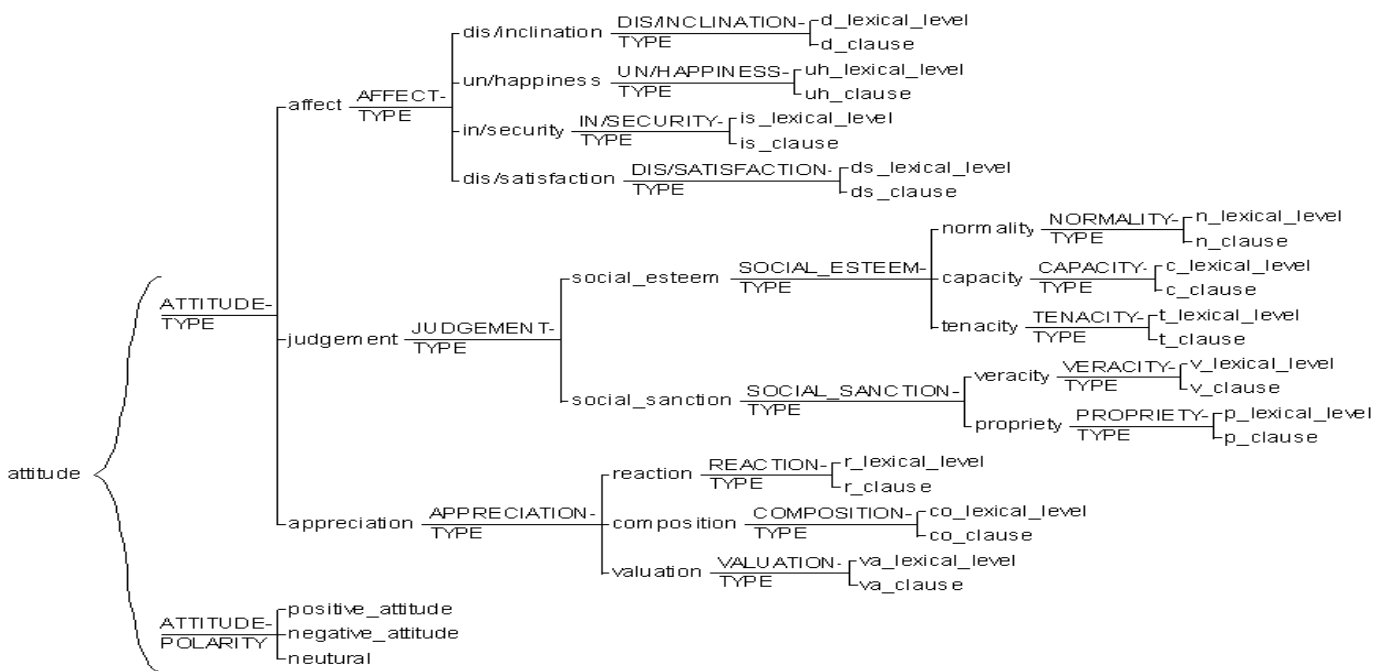 dis/inclination DIS/INCLINATION-TYPE d_lexical_level
d_clause
un/happiness UN/HAPPINESS-TYPE uh_lexical_level
uh_clause
affect AFFECT-TYPE
in/security IN/SECURITY-TYPE is_lexical_level
is_clause
dis/satisfaction DIS/SATISFACTION-TYPE ds_lexical_level
ds_clause
normality NORMALITY-TYPE n_lexical_level
n_clause
social_esteem SOCIAL_ESTEEM-TYPE
capacity CAPACITY-TYPE c_lexical_level
c_clause
ATTITUDE-TYPE
tenacity TENACITY-TYPE t_lexical_level
t_clause
judgement JUDGEMENT-TYPE
veracity VERACITY-TYPE v_lexical_level
v_clause
social_sanction SOCIAL_SANCTION-TYPE
propriety PROPRIETY-TYPE p_lexical_level
p_clause
attitude
reaction REACTION-TYPE r_lexical_level
r_clause
appreciation APPRECIATION-TYPE
composition COMPOSITION-TYPE co_lexical_level
co_clause
valuation VALUATION-TYPE va_lexical_level
va_clause
positive_attitude
ATTITUDE-POLARITY negative_attitude
neutural